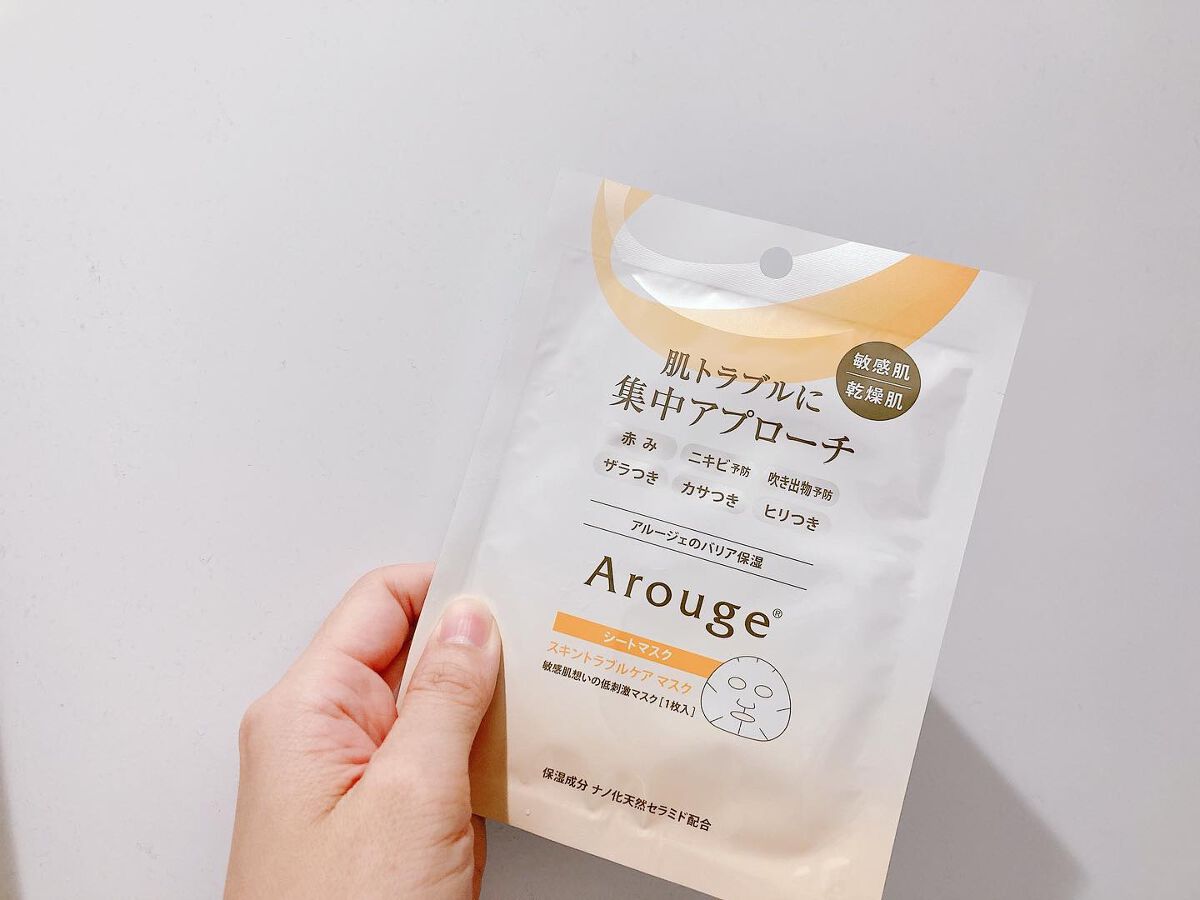 敏感肌
乾燥肌
肌トラブルに
集中アプローチ
赤み ニキビ予防 吹き出物予防
ザラつき カサつき ヒリつき
アルージェのバリア保湿
Arouge®
シートマスク
スキントラブルケア マスク
敏感肌想いの低刺激マスク[1枚入]
保湿成分 ナノ化天然セラミド配合